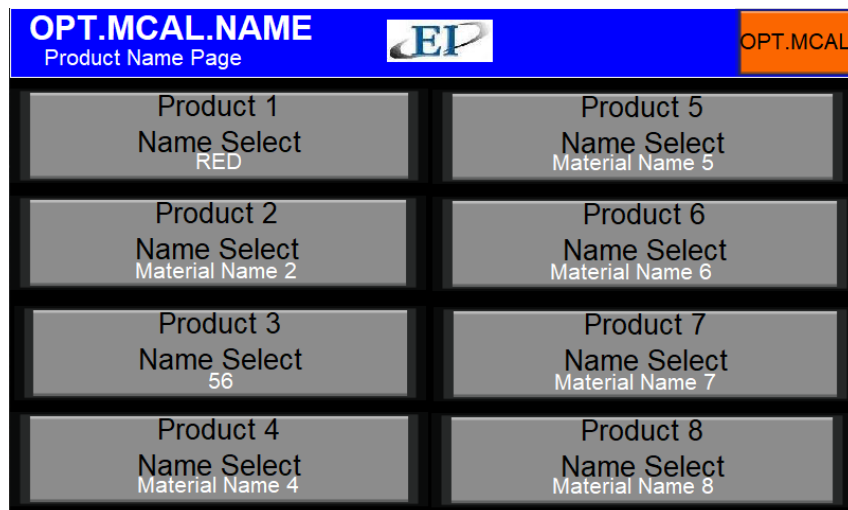 OPT.MCAL.NAME
Product Name Page
EI
OPT.MCAL
Product 1
Name Select
RED
Product 5
Name Select
Material Name 5
Product 2
Name Select
Material Name 2
Product 6
Name Select
Material Name 6
Product 3
Name Select
56
Product 7
Name Select
Material Name 7
Product 4
Name Select
Material Name 4
Product 8
Name Select
Material Name 8